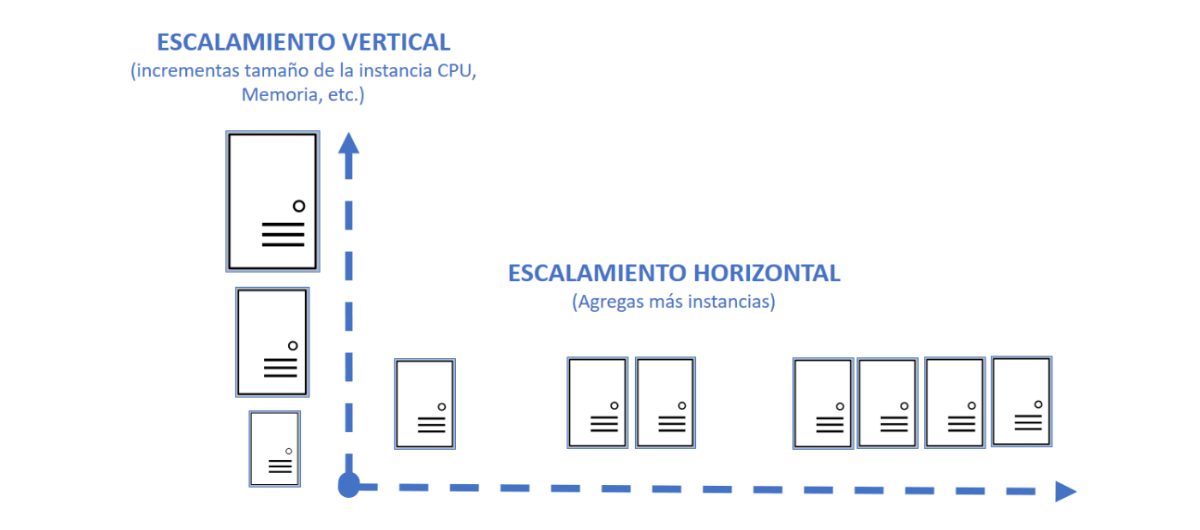 ESCALAMIENTO VERTICAL
(incrementas tamaño de la instancia CPU,
Memoria, etc.)
ESCALAMIENTO HORIZONTAL
(Agregas más instancias)